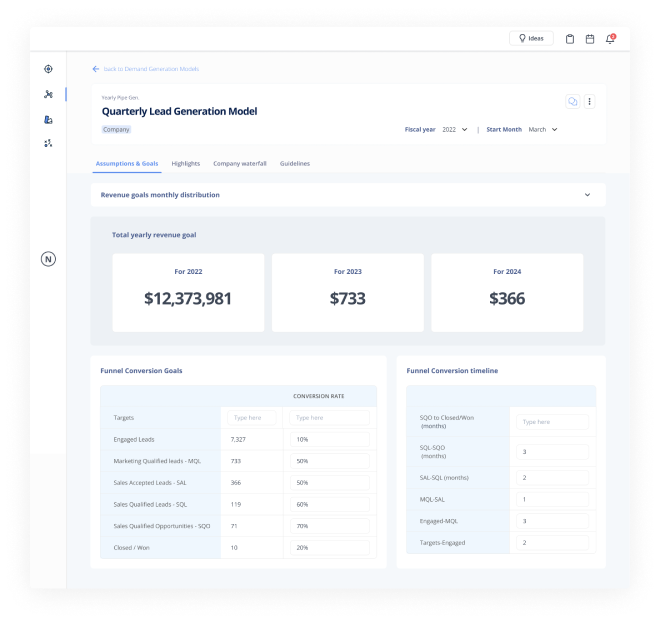 Ideas
2
back to Demand Generation Models
Yearly Pipe Gen
Quarterly Lead Generation Model
Company
Fiscal year 2022 | Start Month March
Assumptions & Goals Highlights Company waterfall Guidelines
Revenue goals monthly distribution
N
Total yearly revenue goal
For 2022 For 2023 For 2024
$12,373,981 $733 $366
Funnel Conversion Goals
CONVERSION RATE
Targets Type here Type here
Engaged Leads 7,327 10%
Marketing Qualified leads - MQL 733 50%
Sales Accepted Leads - SAL 366 50%
Sales Qualified Leads - SQL 119 60%
Sales Qualified Opportunities - SQO 71 70%
Closed / Won 10 20%
Funnel Conversion timeline
SQO to Closed/Won
(months) Type here
SQL-SQO
(months) 3
SAL-SQL (months) 2
MQL-SAL 1
Engaged-MQL 3
Targets-Engaged 2